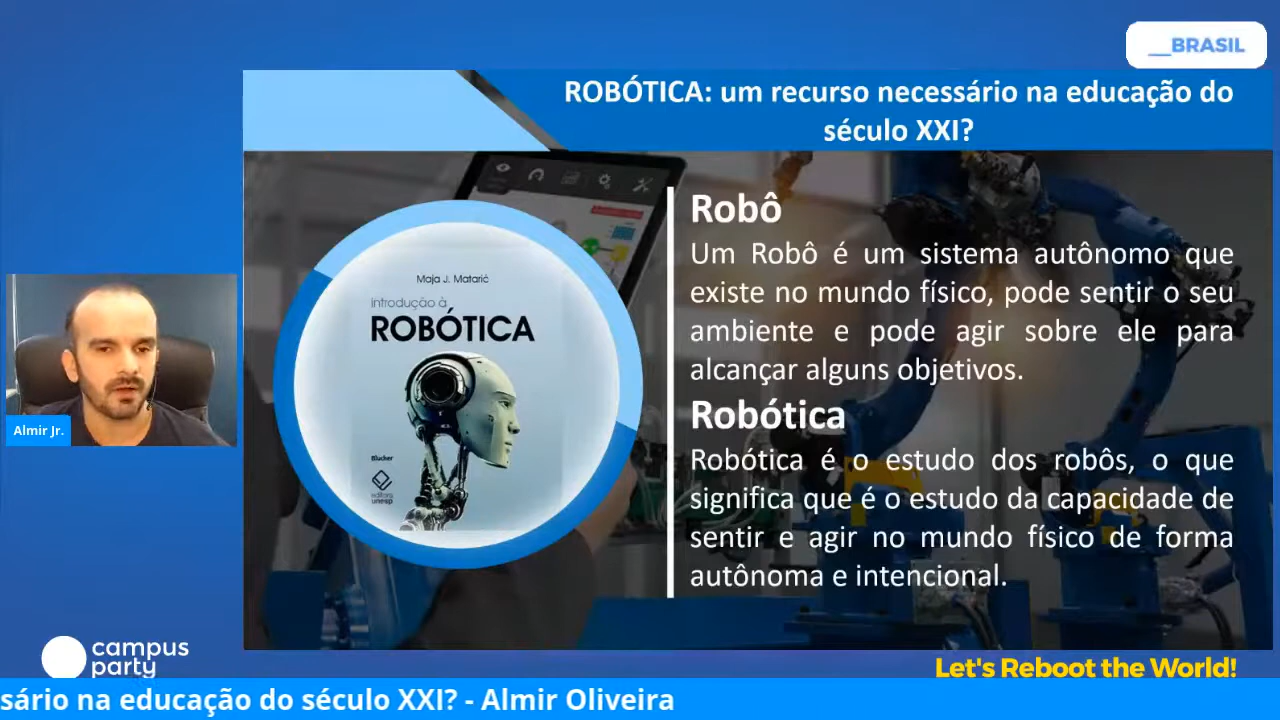 __BRASIL
ROBÓTICA: um recurso necessário na educação do
século XXI?
Maja J. Matarić
introdução à
ROBÓTICA
Blucher
editora
unesp
Robô
Um Robô é um sistema autônomo que
existe no mundo físico, pode sentir o seu
ambiente e pode agir sobre ele para
alcançar alguns objetivos.
Robótica
Robótica é o estudo dos robôs, o que
significa que é o estudo da capacidade de
sentir e agir no mundo físico de forma
autônoma e intencional.
Almir Jr.
campus
party
Let's Reboot the World!
sário na educação do século XXI? - Almir Oliveira